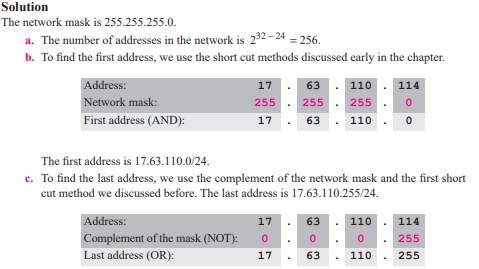 Solution
The network mask is 255.255.255.0.
a. The number of addresses in the network is 2^32 – 24 = 256.
b. To find the first address, we use the short cut methods discussed early in the chapter.
Address: 17 . 63 . 110 . 114
Network mask: 255 . 255 . 255 . 0
First address (AND): 17 . 63 . 110 . 0
The first address is 17.63.110.0/24.
c. To find the last address, we use the complement of the network mask and the first short
cut method we discussed before. The last address is 17.63.110.255/24.
Address: 17 . 63 . 110 . 114
Complement of the mask (NOT): 0 . 0 . 0 . 255
Last address (OR): 17 . 63 . 110 . 255